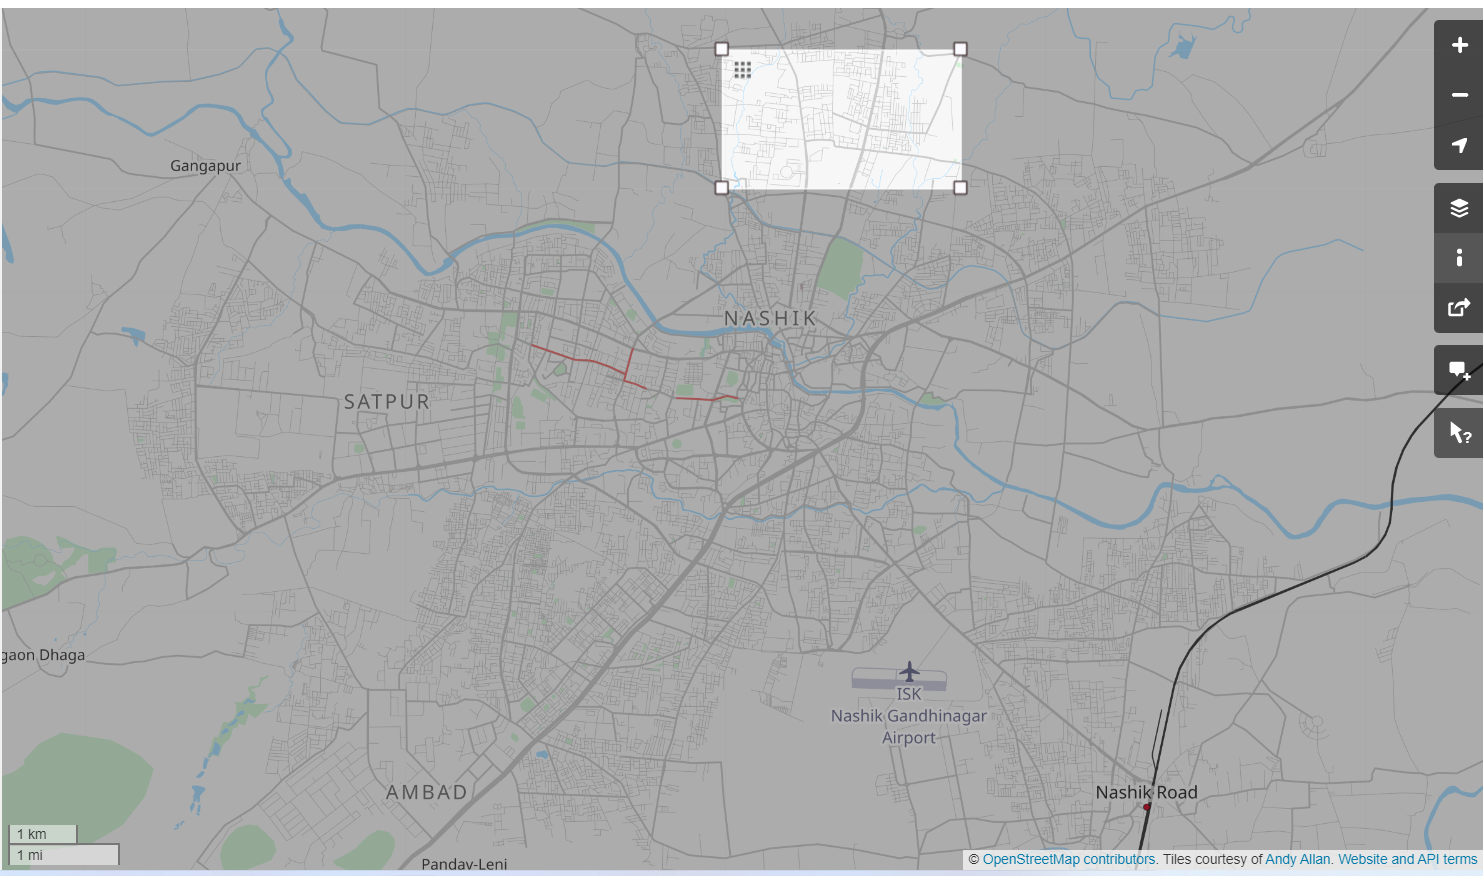 Gangapur
NASHIK
SATPUR
gaon Dhaga
ISK
Nashik Gandhinagar
Airport
AMBAD
Nashik Road
1 km
1 mi
Pandav-Leni
© OpenStreetMap contributors. Tiles courtesy of Andy Allan. Website and API terms